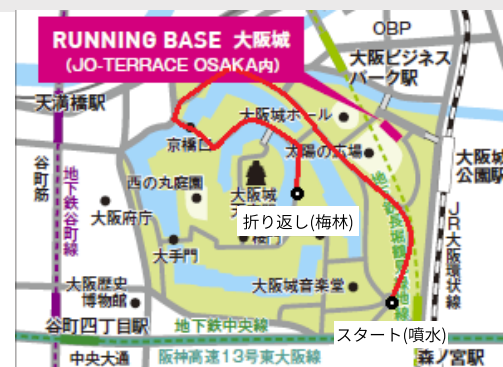 RUNNING BASE 大阪城
(JO-TERRACE OSAKA内)
OBP
大阪ビジネス
パーク駅
天満橋駅
大阪城ホール
京橋口
太陽の広場
大阪城
公園駅
谷町筋
地下鉄谷町線
西の丸庭園
大阪城
大阪府庁
折り返し(梅林)
桜門
大手門
JR大阪環状線
大阪歴史
博物館
大阪城音楽堂
谷町四丁目駅
地下鉄中央線
スタート(噴水)
中央大通
阪神高速13号東大阪線
森ノ宮駅